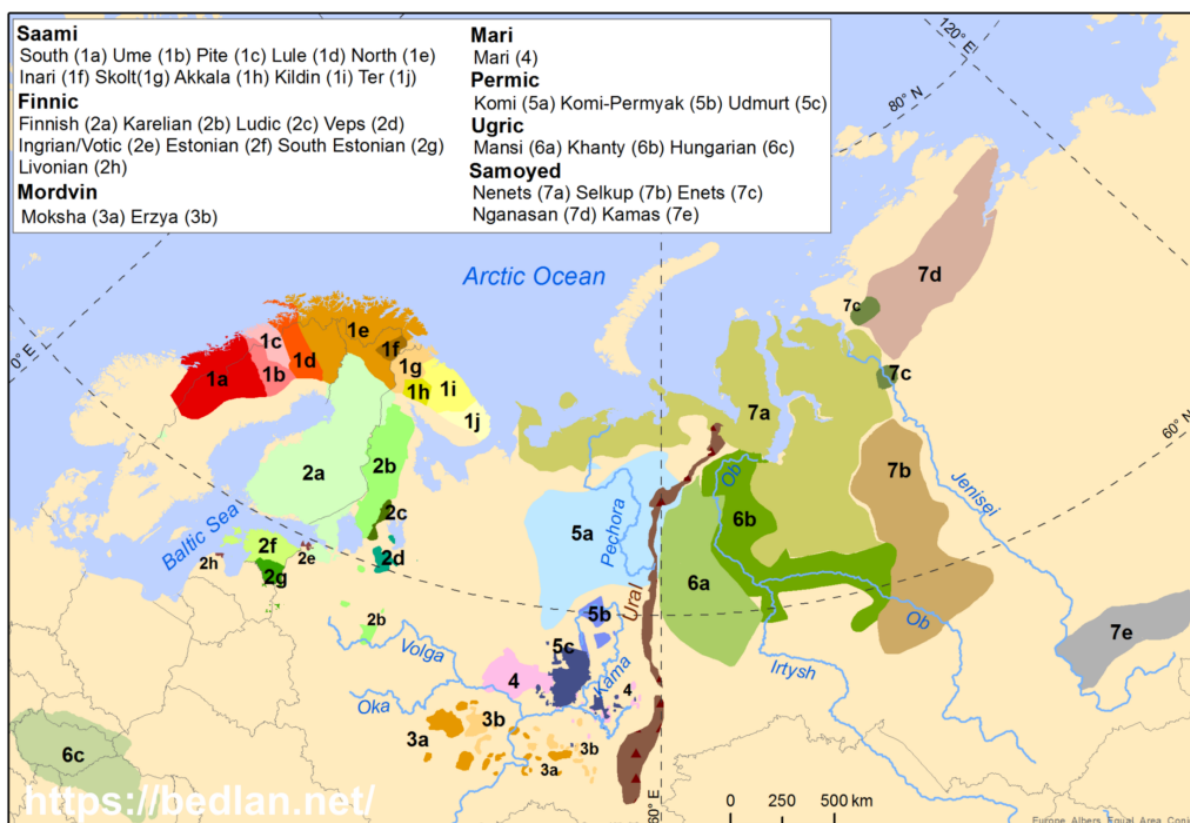 Saami
South (1a) Ume (1b) Pite (1c) Lule (1d) North (1e)
Inari (1f) Skolt(1g) Akkala (1h) Kildin (1i) Ter (1j)
Finnic
Finnish (2a) Karelian (2b) Ludic (2c) Veps (2d)
Ingrian/Votic (2e) Estonian (2f) South Estonian (2g)
Livonian (2h)
Mordvin
Moksha (3a) Erzya (3b)
Mari
Mari (4)
Permic
Komi (5a) Komi-Permyak (5b) Udmurt (5c)
Ugric
Mansi (6a) Khanty (6b) Hungarian (6c)
Samoyed
Nenets (7a) Selkup (7b) Enets (7c)
Nganasan (7d) Kamas (7e)
120° E
80° N
Arctic Ocean
7d
7c
0° E
1c
1e
1f
1d
1g
1a
1b
1h
1i
7c
1j
7a
60° N
2a
2b
Ob
7b
Jenisei
2c
6b
Baltic Sea
5a
Pechora
2f
2e
2d
2h
2g
6a
Ural
5b
2b
Ob
7e
Volga
5c
Irtysh
4
Kama
4
Oka
3b
3a
3b
6c
3a
https://bedlan.net/
60° E
0 250 500 km
Europe_Albers_Equal_Area_Coni